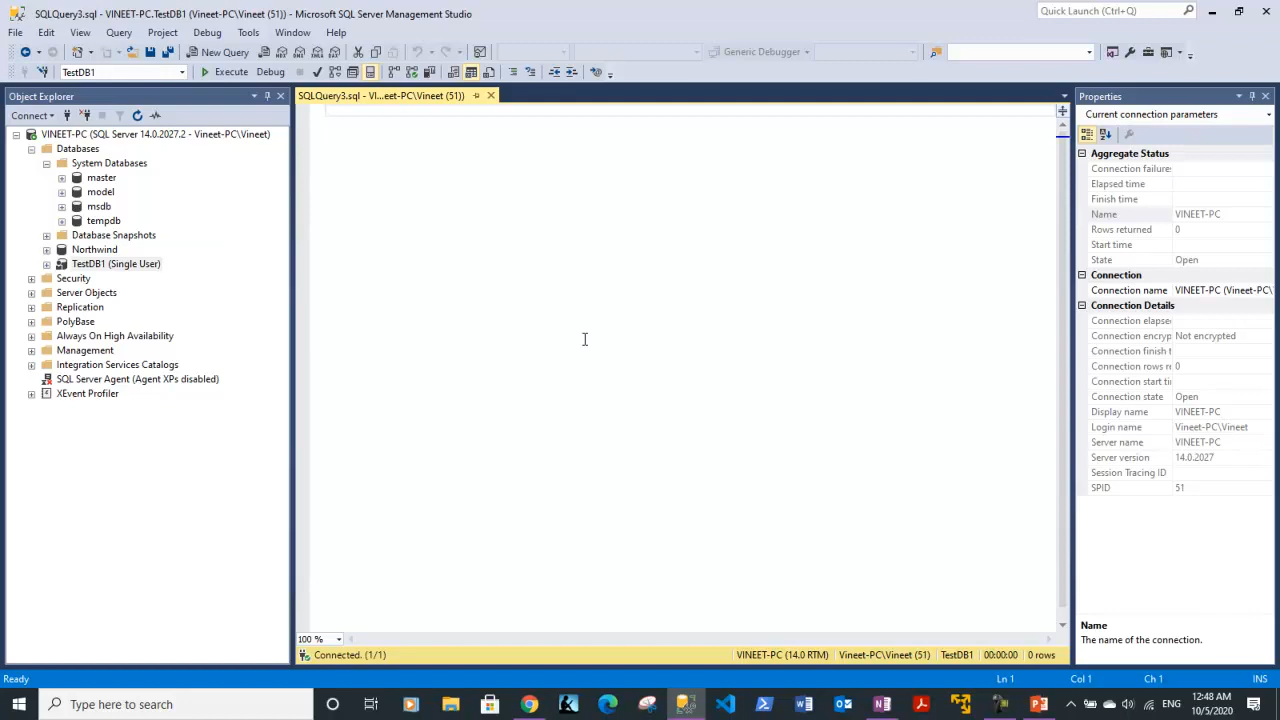 SQLQuery3.sql - VINEET-PC.TestDB1 (Vineet-PC\Vineet (51)) - Microsoft SQL Server Management Studio
Quick Launch (Ctrl+Q)
File Edit View Query Project Debug Tools Window Help
New Query
Generic Debugger
TestDB1
Execute Debug
Object Explorer
Connect
VINEET-PC (SQL Server 14.0.2027.2 - Vineet-PC\Vineet)
Databases
System Databases
master
model
msdb
tempdb
Database Snapshots
Northwind
TestDB1 (Single User)
Security
Server Objects
Replication
PolyBase
Always On High Availability
Management
Integration Services Catalogs
SQL Server Agent (Agent XPs disabled)
XEvent Profiler
SQLQuery3.sql - VI...eet-PC\Vineet (51))
100 %
Connected. (1/1)
VINEET-PC (14.0 RTM) Vineet-PC\Vineet (51) TestDB1 00:00:00 0 rows
Properties
Current connection parameters
Aggregate Status
Connection failures
Elapsed time
Finish time
Name VINEET-PC
Rows returned 0
Start time
State Open
Connection
Connection name VINEET-PC (Vineet-PC\
Connection Details
Connection elapse
Connection encryp Not encrypted
Connection finish t
Connection rows re 0
Connection start ti
Connection state Open
Display name VINEET-PC
Login name Vineet-PC\Vineet
Server name VINEET-PC
Server version 14.0.2027
Session Tracing ID
SPID 51
Name
The name of the connection.
Ready
Ln 1 Col 1 Ch 1 INS
Type here to search
ENG
12:48 AM
10/5/2020